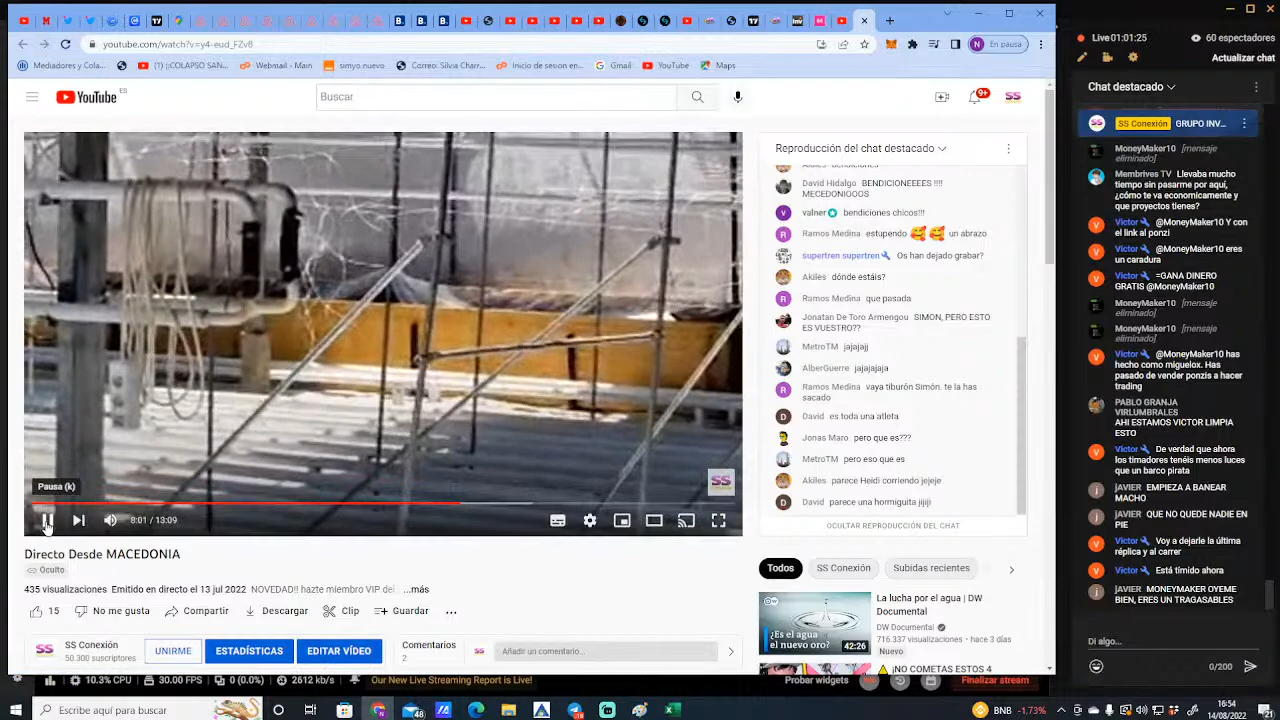 Live01:01:25
60 espectadores
youtube.com/watch?v=y4-eud_FZv8
En pausa
Actualizar chat
Mediadores y Cola...
(1) ¡¡COLAPSO SAN...
Webmail - Main
simyo.nuevo
Correo: Silvia Charr...
Inicio de sesión en...
Gmail
YouTube
Maps
Chat destacado
YouTube ES
Buscar
9+
SS
SS Conexión GRUPO INV...
MoneyMaker10 [mensaje
eliminado]
Membrives TV Llevaba mucho
tiempo sin pasarme por aquí,
¿cómo te va economicamente y
que proyectos tienes?
Victor @MoneyMaker10 Y con
el link al ponzi
Victor @MoneyMaker10 eres
un caradura
Victor =GANA DINERO
GRATIS @MoneyMaker10
MoneyMaker10 [mensaje
eliminado]
MoneyMaker10 [mensaje
eliminado]
Victor @MoneyMaker10 has
hecho como miguelox. Has
pasado de vender ponzis a hacer
trading
PABLO GRANJA
VIRLUMBRALES
AHI ESTAMOS VICTOR LIMPIA
ESTO
Victor De verdad que ahora
los timadores tenéis menos luces
que un barco pirata
jAVIER EMPIEZA A BANEAR
MACHO
jAVIER QUE NO QUEDE NADIE EN
PIE
Victor Voy a dejarle la última
réplica y al carrer
Victor Está tímido ahora
jAVIER MONEYMAKER OYEME
BIEN, ERES UN TRAGASABLES
Di algo...
0/200
Reproducción del chat destacado
Akiles bendiciones
David Hidalgo BENDICIONEEEES !!!!
MECEDONIOOOS
valner bendiciones chicos!!!
Ramos Medina estupendo 🥰 🥰 un abrazo
supertren supertren Os han dejado grabar?
Akiles dónde estáis?
Ramos Medina que pasada
Jonatan De Toro Armengou SIMON, PERO ESTO
ES VUESTRO??
MetroTM jajajajj
AlberGuerre jajajajaja
Ramos Medina vaya tiburón Simón. te la has
sacado
David es toda una atleta
Jonas Maro pero que es???
MetroTM pero eso que es
Akiles parece Heidi corriendo jejeje
David parece una hormiguita jijiji
OCULTAR REPRODUCCIÓN DEL CHAT
SS
Pausa (k)
8:01 / 13:09
Directo Desde MACEDONIA
Oculto
435 visualizaciones Emitido en directo el 13 jul 2022 NOVEDAD!! hazte miembro VIP del ...más
15 No me gusta Compartir Descargar Clip Guardar ...
SS Conexión
50.300 suscriptores
UNIRME
ESTADÍSTICAS
EDITAR VÍDEO
Comentarios
2
Añadir un comentario...
Todos
SS Conexión
Subidas recientes
La lucha por el agua | DW
Documental
DW Documental
716.337 visualizaciones • hace 3 días
Nuevo
¿Es el agua
el nuevo oro?
42:26
¡NO COMETAS ESTOS 4
10.3% CPU
30.00 FPS
0 (0.0%)
2612 kb/s
Our New Live Streaming Report is Live!
Probar widgets
Finalizar stream
Escribe aquí para buscar
48
18
BNB -1,73%
16:54
14/08/2022
21